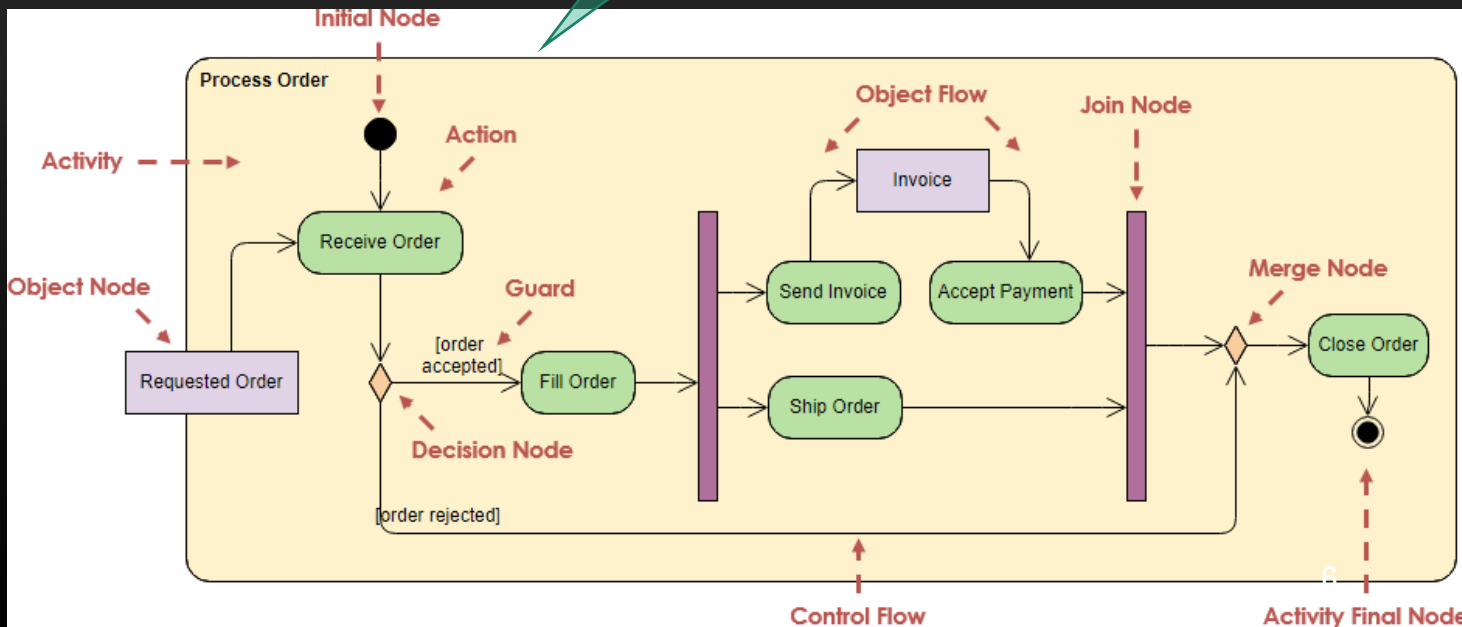 Initial Node
Process Order
Object Flow
Join Node
Action
Activity
Invoice
Receive Order
Merge Node
Object Node
Guard
Send Invoice
Accept Payment
[order
accepted]
Close Order
Requested Order
Fill Order
Ship Order
Decision Node
[order rejected]
6
Control Flow
Activity Final Node